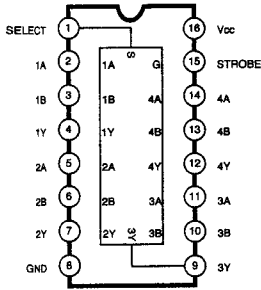 SELECT 1 S 16 Vcc
1A 2 1A G 15 STROBE
1B 3 1B 4A 14 4A
1Y 4 1Y 4B 13 4B
2A 5 2A 4Y 12 4Y
2B 6 2B 3A 11 3A
2Y 7 2Y 3Y 3B 10 3B
GND 8 9 3Y